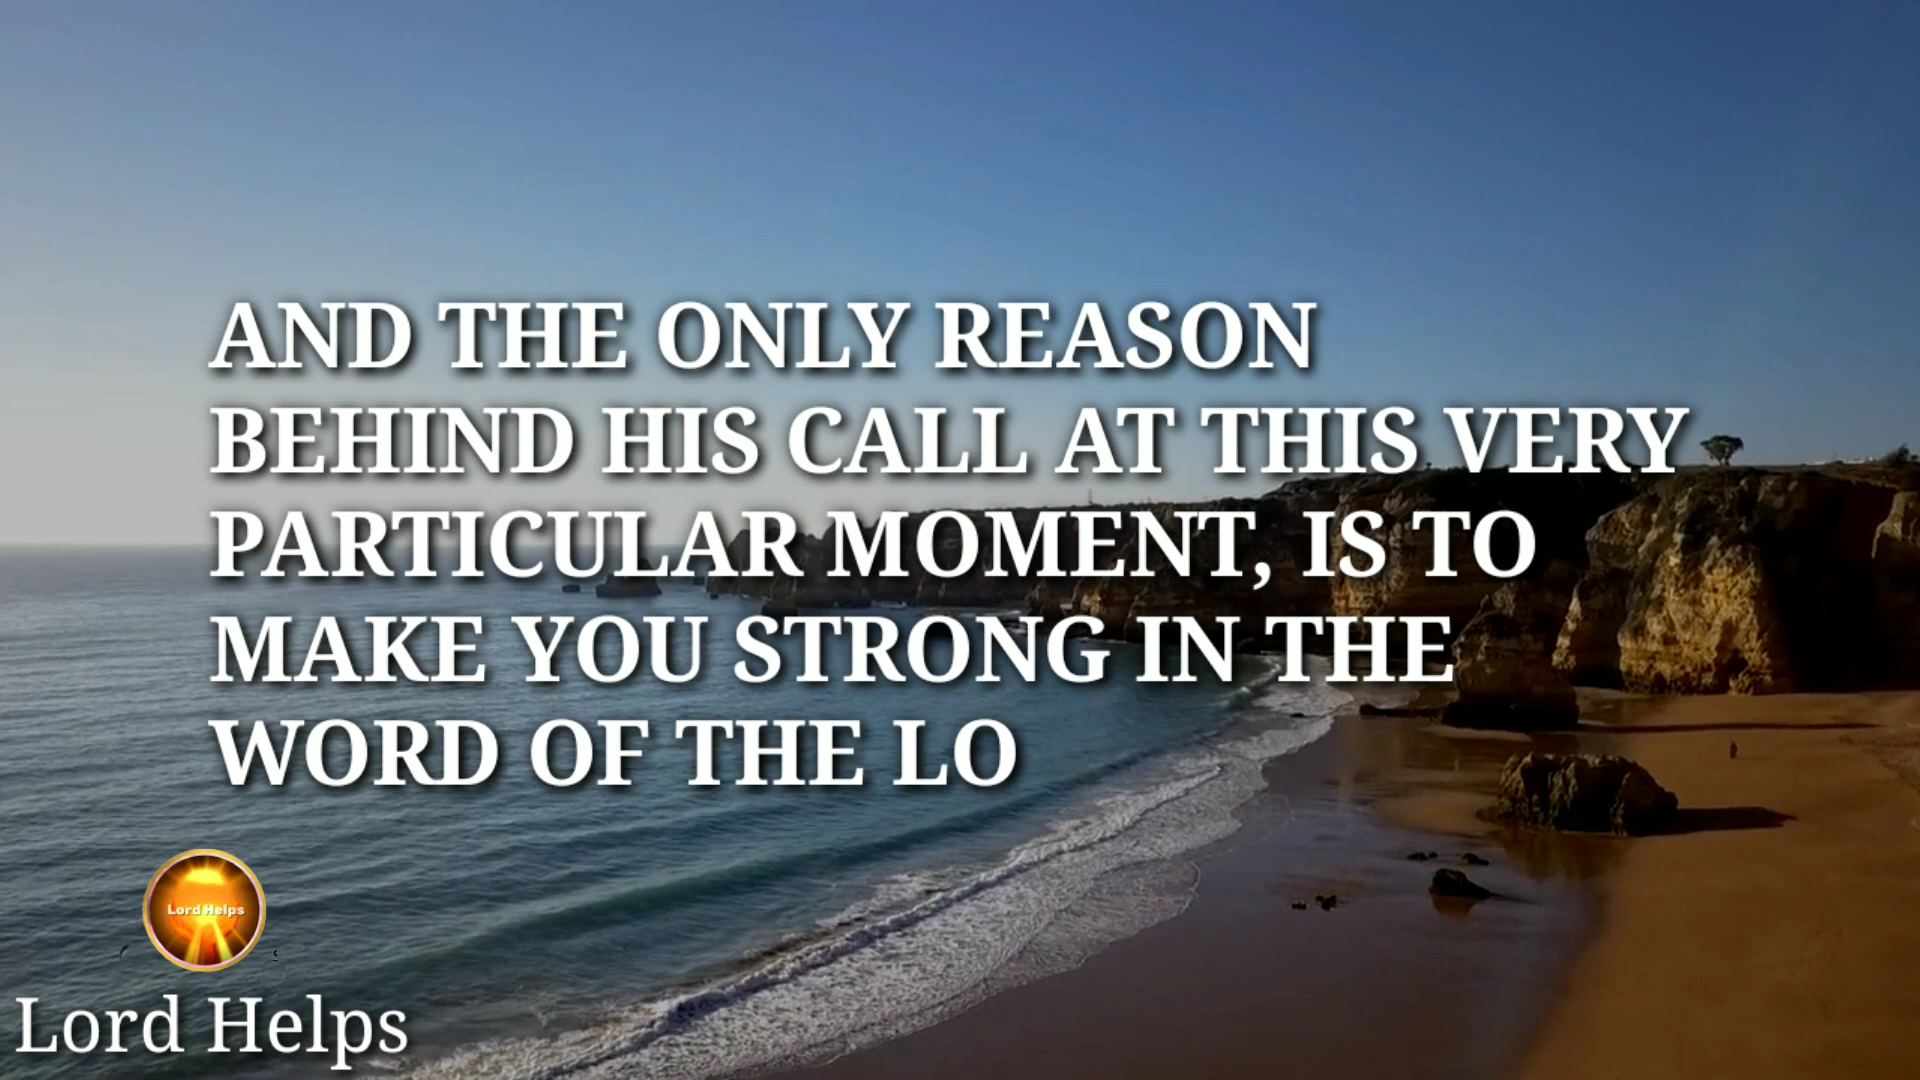 AND THE ONLY REASON
BEHIND HIS CALL AT THIS VERY
PARTICULAR MOMENT, IS TO
MAKE YOU STRONG IN THE
WORD OF THE LO
Lord Helps
Lord Helps